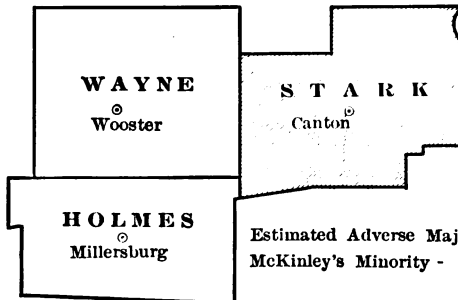 WAYNE
Wooster
STARK
Canton
HOLMES
Millersburg
Estimated Adverse Maj
McKinley's Minority -